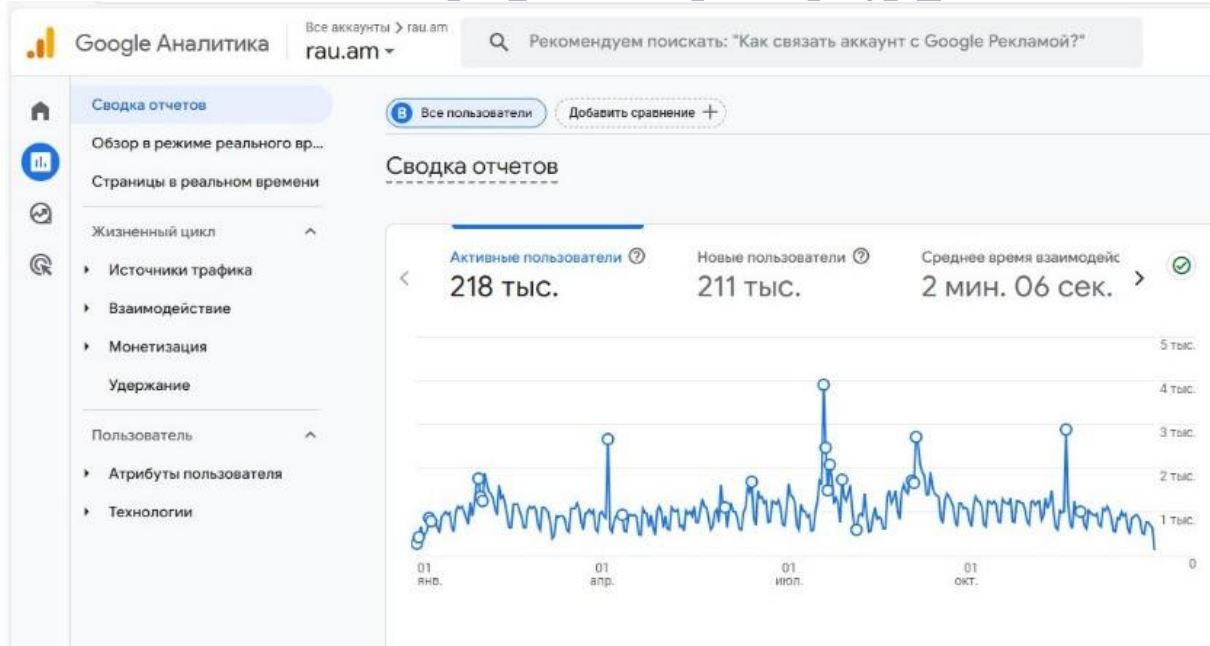 Google Аналитика
Все аккаунты > rau.am
rau.am
Рекомендуем поискать: "Как связать аккаунт с Google Рекламой?"
Сводка отчетов
Обзор в режиме реального вр...
Страницы в реальном времени
Жизненный цикл
Источники трафика
Взаимодействие
Монетизация
Удержание
Пользователь
Атрибуты пользователя
Технологии
B Все пользователи
Добавить сравнение +
Сводка отчетов
Активные пользователи
218 тыс.
Новые пользователи
211 тыс.
Среднее время взаимодейс
2 мин. 06 сек.
5 тыс.
4 тыс.
3 тыс.
2 тыс.
1 тыс.
0
01 янв.
01 апр.
01 июл.
01 окт.